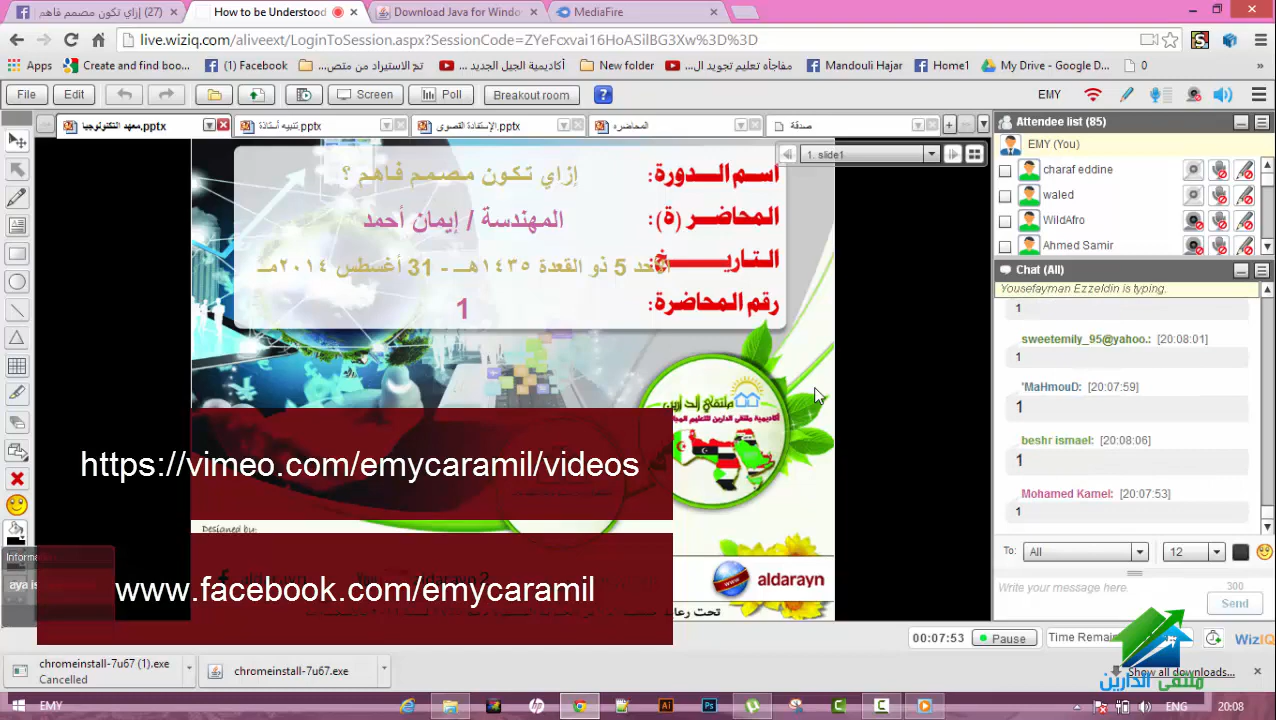 (27) إزاي تكون مصمم فاهم
How to be Understood
Download Java for Windo
MediaFire
live.wiziq.com/aliveext/LoginToSession.aspx?SessionCode=ZYeFcxvai16HoASilBG3Xw%3D%3D
Apps
Create and find boo...
(1) Facebook
تم الاستيراد من متص...
أكاديمية الجيل الجديد ...
New folder
مفاجأه تعليم تجويد ال...
Mandouli Hajar
Home1
My Drive - Google D...
0
»
File
Edit
Screen
Poll
Breakout room
?
EMY
معهد التكنولوجيا.pptx
تنبيه أستاذة.pptx
الإستفادة القصوى.pptx
المحاضره
صدفة
1. slide1
اسم الدورة:
إزاي تكون مصمم فاهم ؟
المحاضر (ة):
المهندسة / إيمان أحمد
التاريخ:
الأحد 5 ذو القعدة ١٤٣٥هـ - 31 أغسطس ٢٠١٤مـ
رقم المحاضرة:
1
ملتقى الدارين
https://vimeo.com/emycaramil/videos
Designed by:
www.facebook.com/emycaramil
www
aldarayn
Attendee list (85)
EMY (You)
charaf eddine
waled
WildAfro
Ahmed Samir
Chat (All)
Yousefayman Ezzeldin is typing.
1
sweetemily_95@yahoo.: [20:08:01]
1
'MaHmouD: [20:07:59]
1
beshr ismael: [20:08:06]
1
Mohamed Kamel: [20:07:53]
1
To:
All
12
Write your message here.
300
Send
00:07:53
Pause
Time Remain
WizIQ
ملتقى الدارين
chromeinstall-7u67 (1).exe
Cancelled
chromeinstall-7u67.exe
Show all downloads...
EMY
ENG
20:08